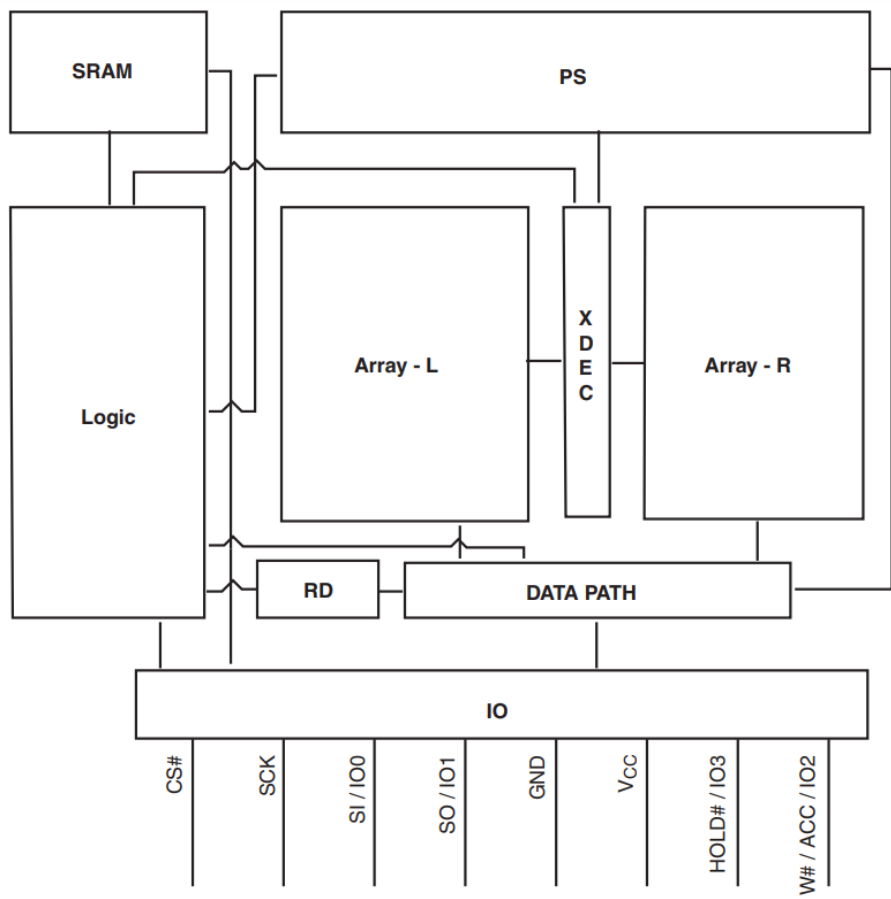 SRAM
PS
Logic
Array - L
X
D
E
C
Array - R
RD
DATA PATH
IO
CS#
SCK
SI / IO0
SO / IO1
GND
VCC
HOLD# / IO3
W# / ACC / IO2